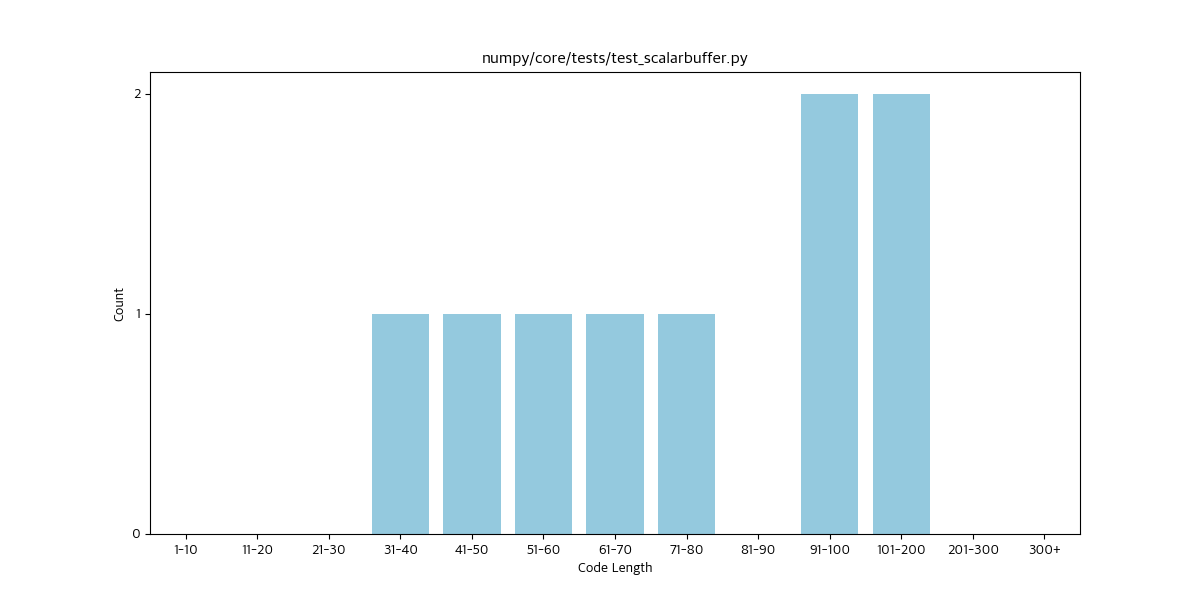 numpy/core/tests/test_scalarbuffer.py
2
1
0
Count
1-10 11-20 21-30 31-40 41-50 51-60 61-70 71-80 81-90 91-100 101-200 201-300 300+
Code Length